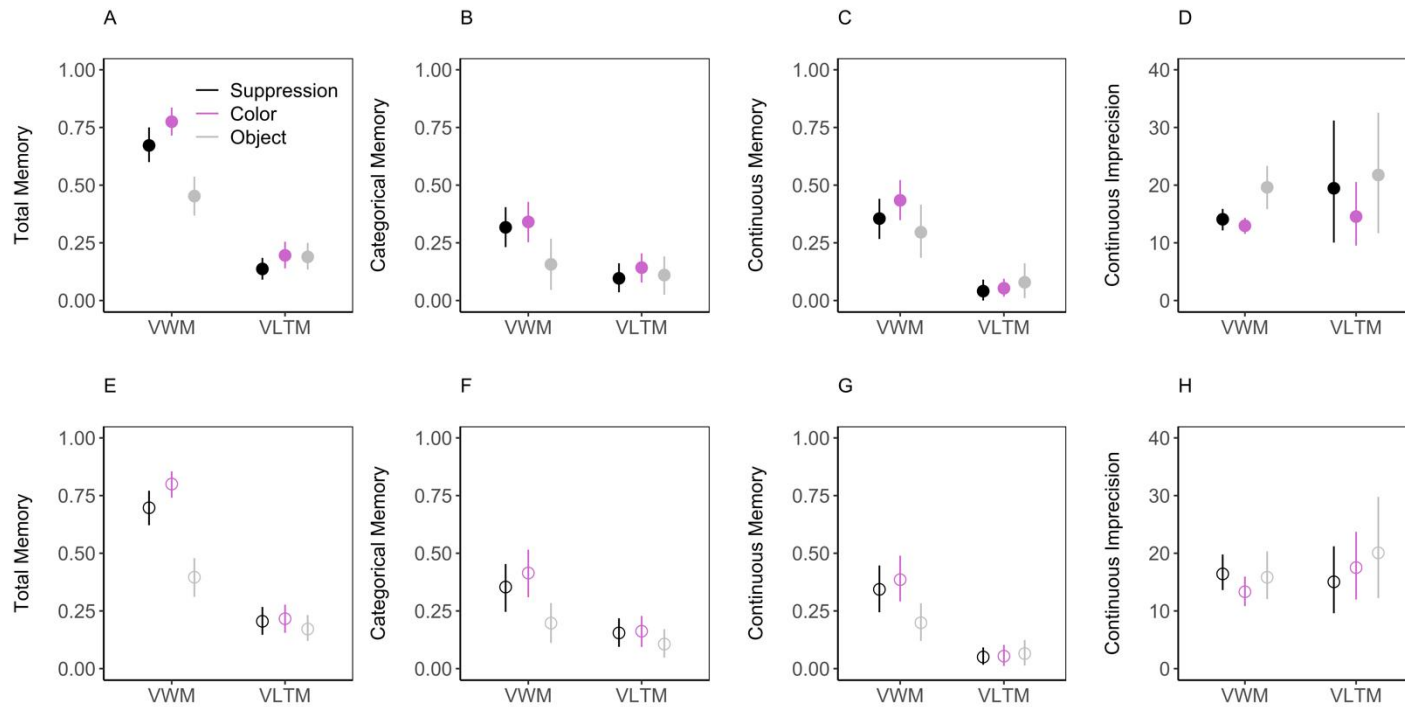 A
B
C
D
Total Memory
1.00
0.75
0.50
0.25
0.00
Suppression
Color
Object
VWM
VLTM
Categorical Memory
1.00
0.75
0.50
0.25
0.00
VWM
VLTM
Continuous Memory
1.00
0.75
0.50
0.25
0.00
VWM
VLTM
Continuous Imprecision
40
30
20
10
0
VWM
VLTM
E
F
G
H
Total Memory
1.00
0.75
0.50
0.25
0.00
VWM
VLTM
Categorical Memory
1.00
0.75
0.50
0.25
0.00
VWM
VLTM
Continuous Memory
1.00
0.75
0.50
0.25
0.00
VWM
VLTM
Continuous Imprecision
40
30
20
10
0
VWM
VLTM